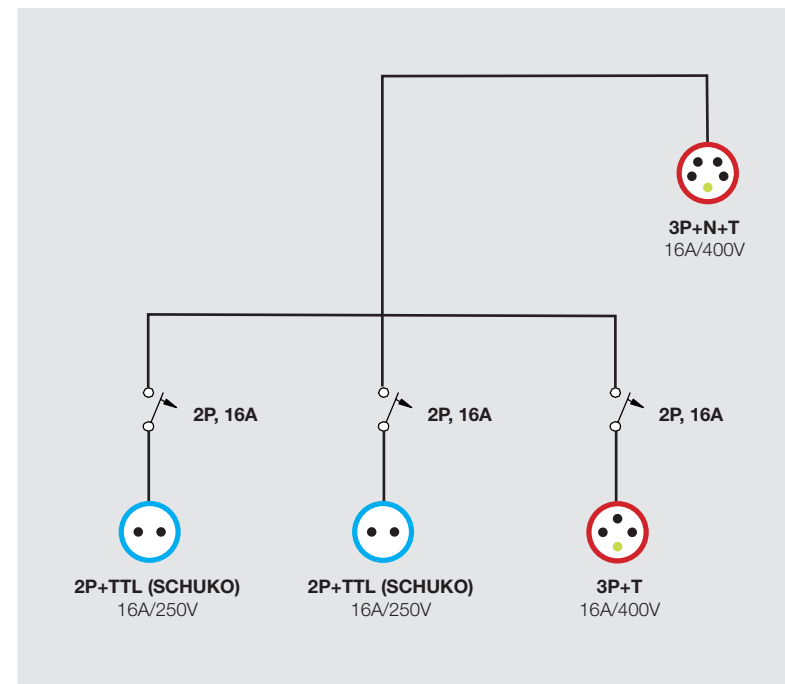 3P+N+T
16A/400V
2P, 16A
2P, 16A
2P, 16A
2P+TTL (SCHUKO)
16A/250V
2P+TTL (SCHUKO)
16A/250V
3P+T
16A/400V